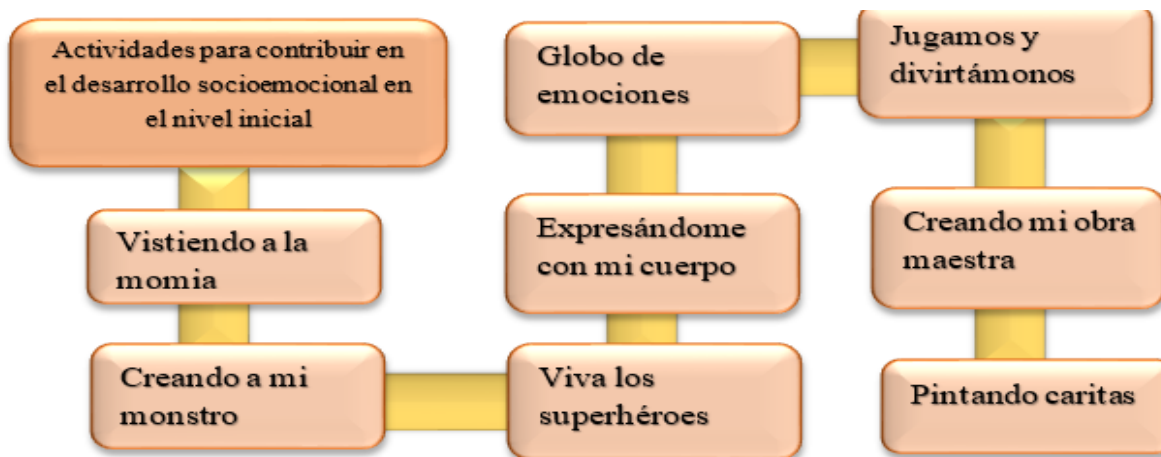 Actividades para contribuir en
el desarrollo socioemocional en
el nivel inicial
Vistiendo a la
momia
Creando a mi
monstro
Viva los
superhéroes
Expresándome
con mi cuerpo
Globo de
emociones
Jugamos y
divirtámonos
Creando mi obra
maestra
Pintando caritas